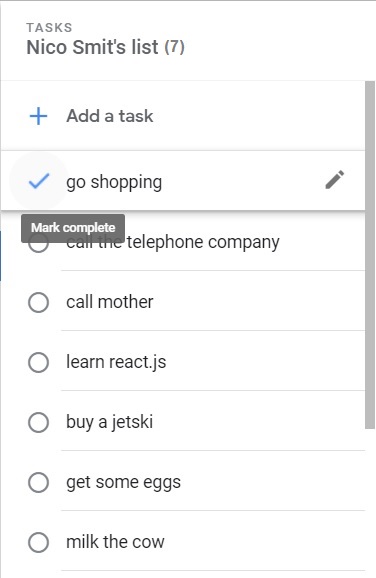 TASKS
Nico Smit's list (7)
Add a task
go shopping
Mark complete
call the telephone company
call mother
learn react.js
buy a jetski
get some eggs
milk the cow